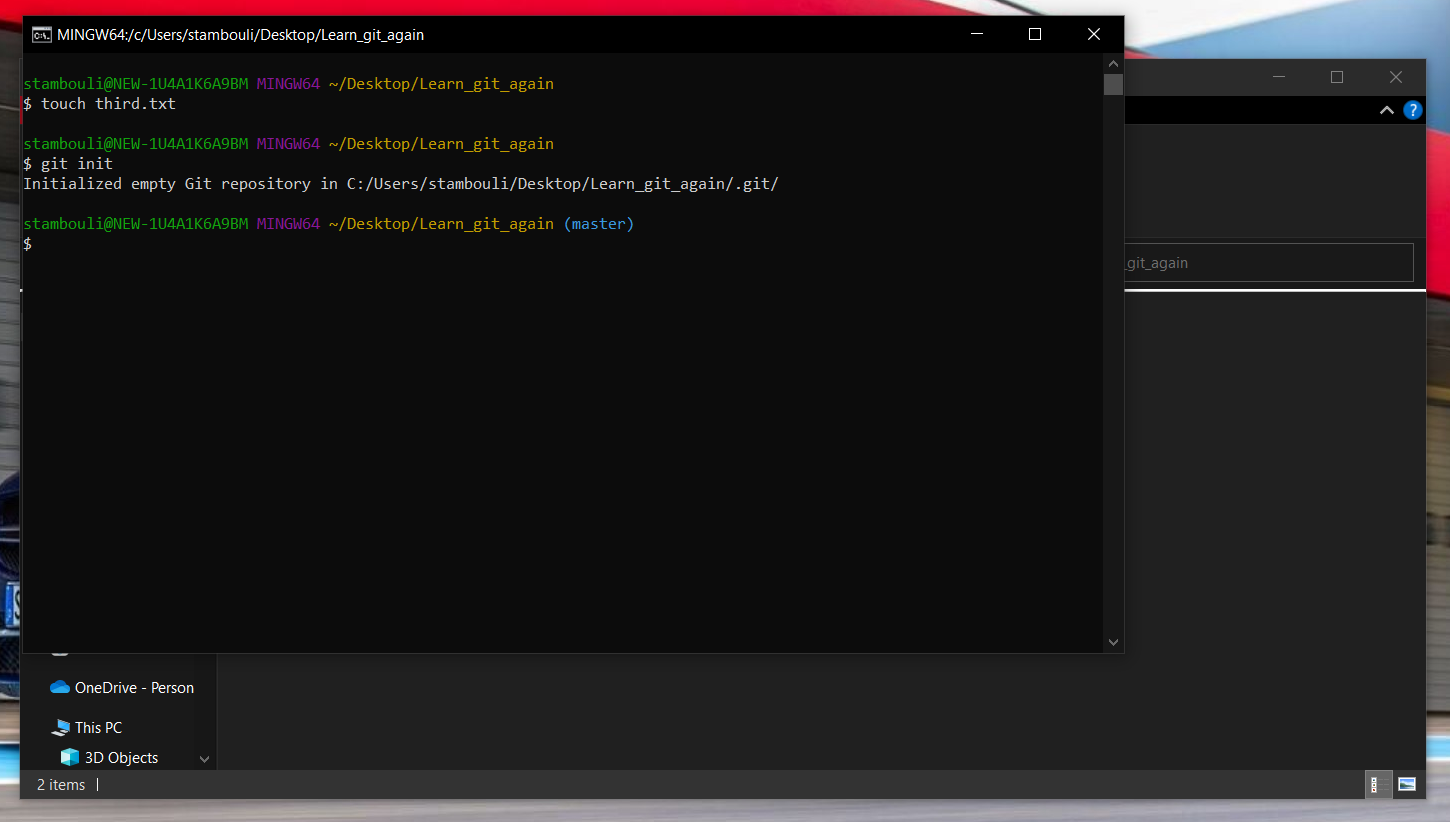 MINGW64:/c/Users/stambouli/Desktop/Learn_git_again
stambouli@NEW-1U4A1K6A9BM MINGW64 ~/Desktop/Learn_git_again
$ touch third.txt
stambouli@NEW-1U4A1K6A9BM MINGW64 ~/Desktop/Learn_git_again
$ git init
Initialized empty Git repository in C:/Users/stambouli/Desktop/Learn_git_again/.git/
stambouli@NEW-1U4A1K6A9BM MINGW64 ~/Desktop/Learn_git_again (master)
$
?
_git_again
OneDrive - Person
This PC
3D Objects
2 items